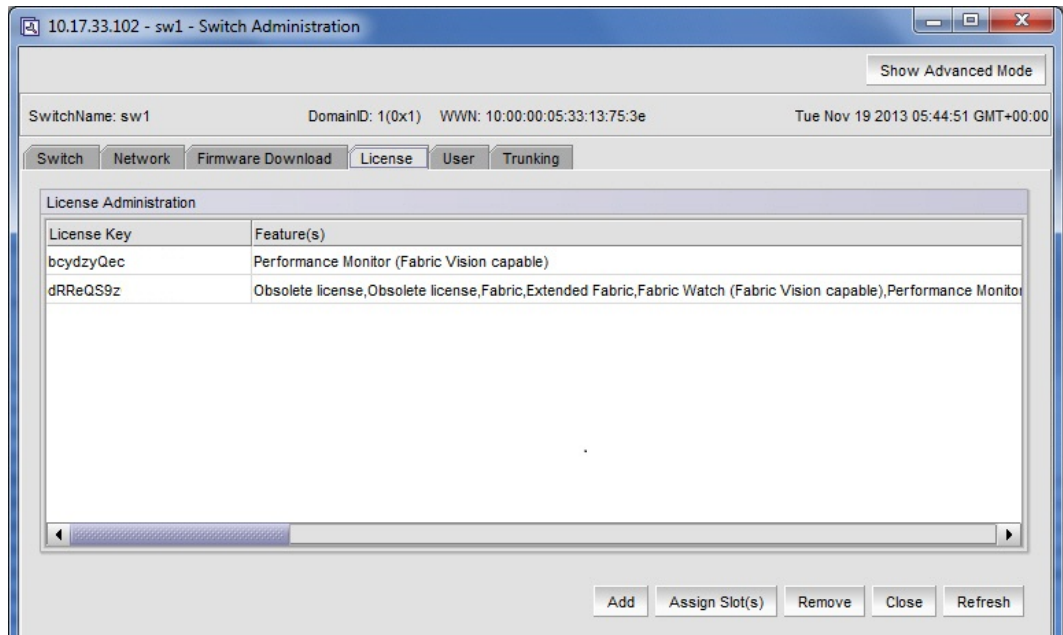 10.17.33.102 - sw1 - Switch Administration
Show Advanced Mode
SwitchName: sw1 DomainID: 1(0x1) WWN: 10:00:00:05:33:13:75:3e Tue Nov 19 2013 05:44:51 GMT+00:00
Switch Network Firmware Download License User Trunking
License Administration
License Key Feature(s)
bcydzyQec Performance Monitor (Fabric Vision capable)
dRReQS9z Obsolete license,Obsolete license,Fabric,Extended Fabric,Fabric Watch (Fabric Vision capable),Performance Monitor
Add Assign Slot(s) Remove Close Refresh